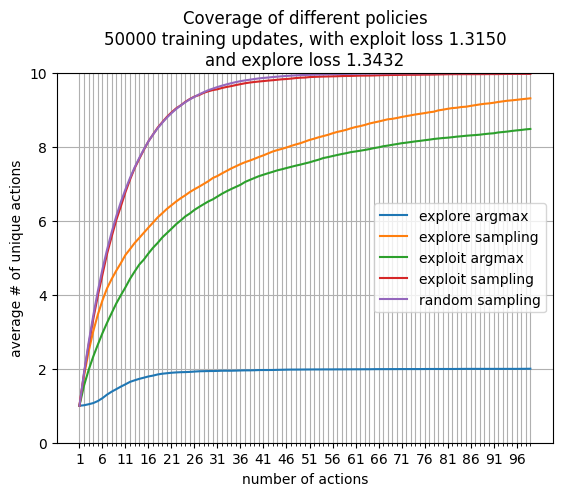 Coverage of different policies
50000 training updates, with exploit loss 1.3150
and explore loss 1.3432
10
8
6
4
2
0
average # of unique actions
explore argmax
explore sampling
exploit argmax
exploit sampling
random sampling
1 6 11 16 21 26 31 36 41 46 51 56 61 66 71 76 81 86 91 96
number of actions